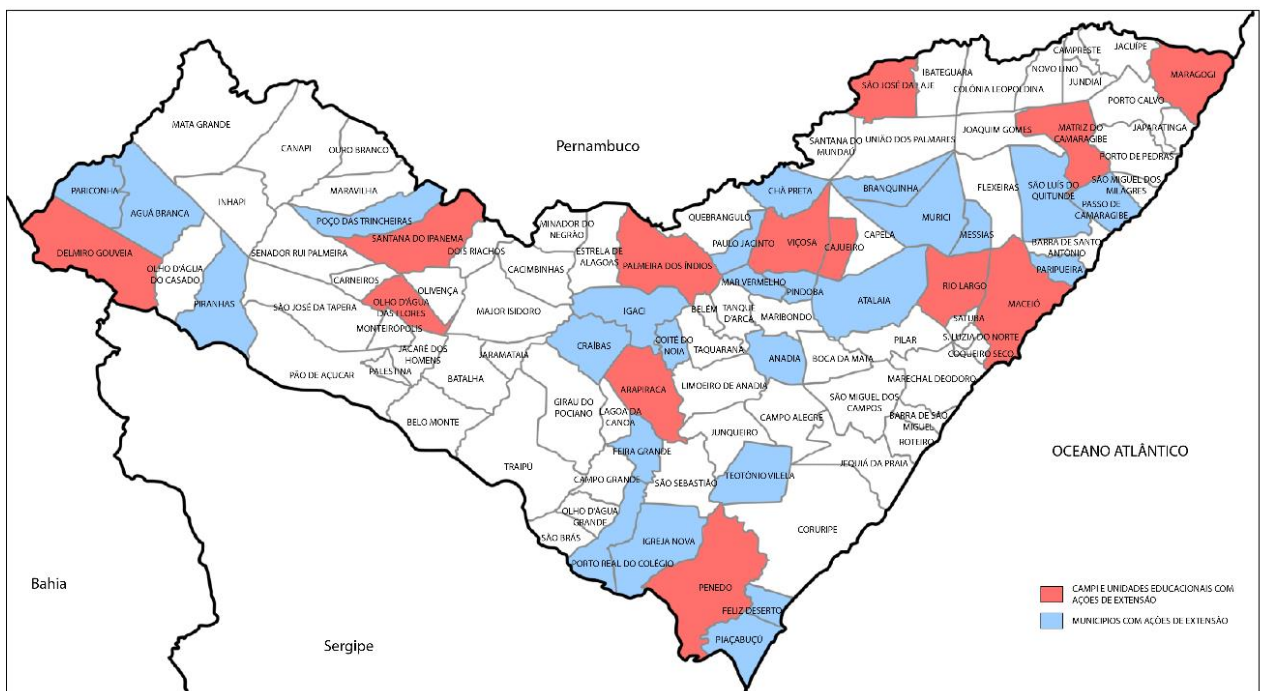 CAMPRESTE
JACUÍPE
IBATEGUARA
NOVO LINO
MARAGOGI
SÃO JOSÉ DA LAJE
COLÔNIA LEOPOLDINA
JUNDIAÍ
PORTO CALVO
MATA GRANDE
CANAPI
OURO BRANCO
Pernambuco
SANTANA DO
MUNDAÚ
UNIÃO DOS PALMARES
JOAQUIM GOMES
MATRIZ DO
CAMARAGIBE
JAPARATINGA
PORTO DE PEDRAS
PARICONHA
AGUÁ BRANCA
INHAPI
MARAVILHA
POÇO DAS TRINCHEIRAS
CHÃ PRETA
BRANQUINHA
FLEXEIRAS
SÃO LUÍS DO
QUITUNDE
SÃO MIGUEL DOS
MILAGRES
PASSO DE
CAMARAGIBE
MINADOR DO
NEGRÃO
QUEBRANGULO
MURICI
DELMIRO GOUVEIA
OLHO D'ÁGUA
DO CASADO
SENADOR RUI PALMEIRA
SANTANA DO IPANEMA
DOIS RIACHOS
ESTRELA DE
ALAGOAS
PAULO JACINTO
VIÇOSA
CAJUEIRO
CAPELA
MESSIAS
BARRA DE SANTO
ANTÔNIO
CACIMBINHAS
PALMEIRA DOS ÍNDIOS
PARIPUEIRA
CARNEIROS
OLIVENÇA
MAR VERMELHO
PINDOBA
RIO LARGO
PIRANHAS
SÃO JOSÉ DA TAPERA
OLHO D'ÁGUA
DAS FLORES
MAJOR ISIDORO
IGACI
BELÉM
TANQUE
D'ARCA
MARIBONDO
ATALAIA
MACEIÓ
MONTEIRÓPOLIS
SATUBA
CRAÍBAS
COITÉ DO
NOIA
TAQUARANA
ANADIA
BOCA DA MATA
PILAR
S. LUZIA DO NORTE
COQUEIRO SECO
JACARÉ DOS
HOMENS
JARAMATAIA
PÃO DE AÇUCAR
PALESTINA
BATALHA
ARAPIRACA
LIMOEIRO DE ANADIA
MARECHAL DEODORO
GIRAU DO
POCIANO
LAGOA DA
CANOA
CAMPO ALEGRE
SÃO MIGUEL DOS
CAMPOS
BARRA DE SÃO
MIGUEL
BELO MONTE
JUNQUEIRO
ROTEIRO
FEIRA GRANDE
OCEANO ATLÂNTICO
TRAIPÚ
CAMPO GRANDE
SÃO SEBASTIÃO
TEOTÔNIO VILELA
JEQUIÁ DA PRAIA
OLHO D'ÁGUA
GRANDE
CORURIPE
SÃO BRÁS
IGREJA NOVA
PORTO REAL DO COLÉGIO
Bahia
PENEDO
FELIZ DESERTO
CAMPI E UNIDADES EDUCACIONAIS COM
AÇÕES DE EXTENSÃO
MUNICIPIOS COM AÇÕES DE EXTENSÃO
PIAÇABUÇÚ
Sergipe